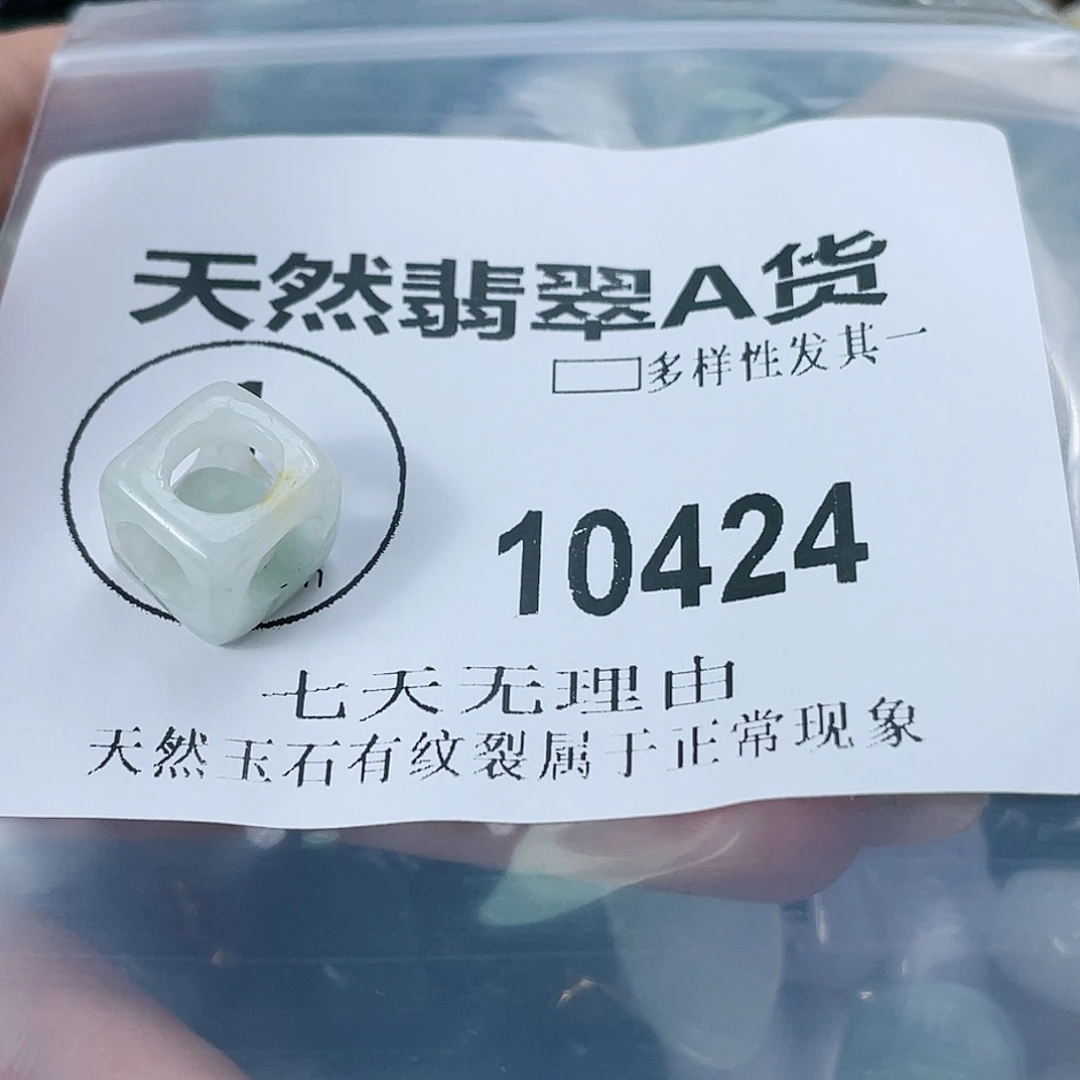 天然翡翠A货
多样性发其一
10424
七天无理由
天然玉石有纹裂属于正常现象